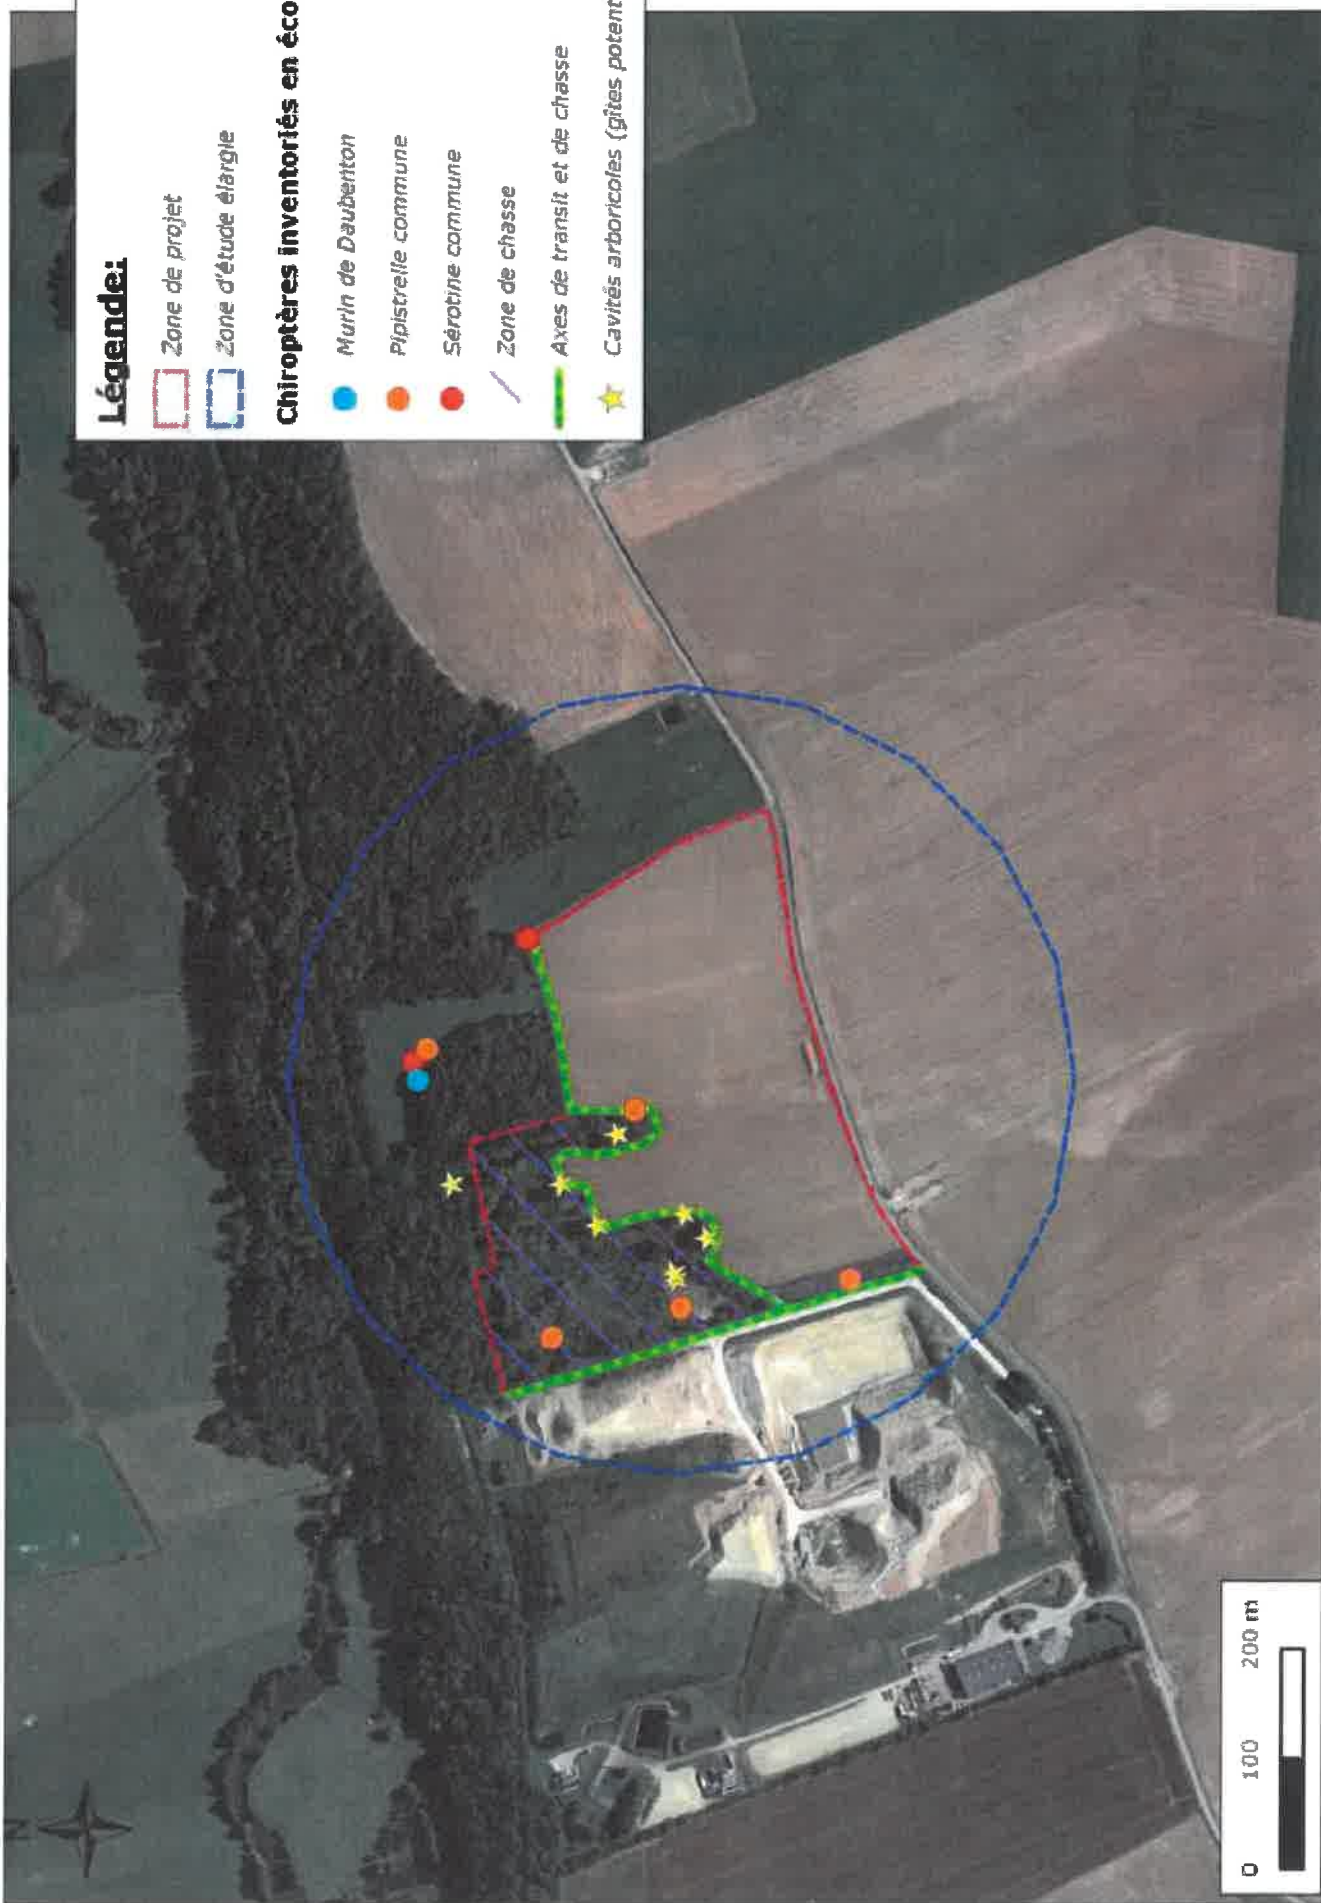 Légende:
Zone de projet
Zone d'étude élargie
Chiroptères inventoriés en éco
Murin de Daubenton
Pipistrelle commune
Sérotine commune
Zone de chasse
Axes de transit et de chasse
Cavités arboricoles (gîtes potent
N
0 100 200 m